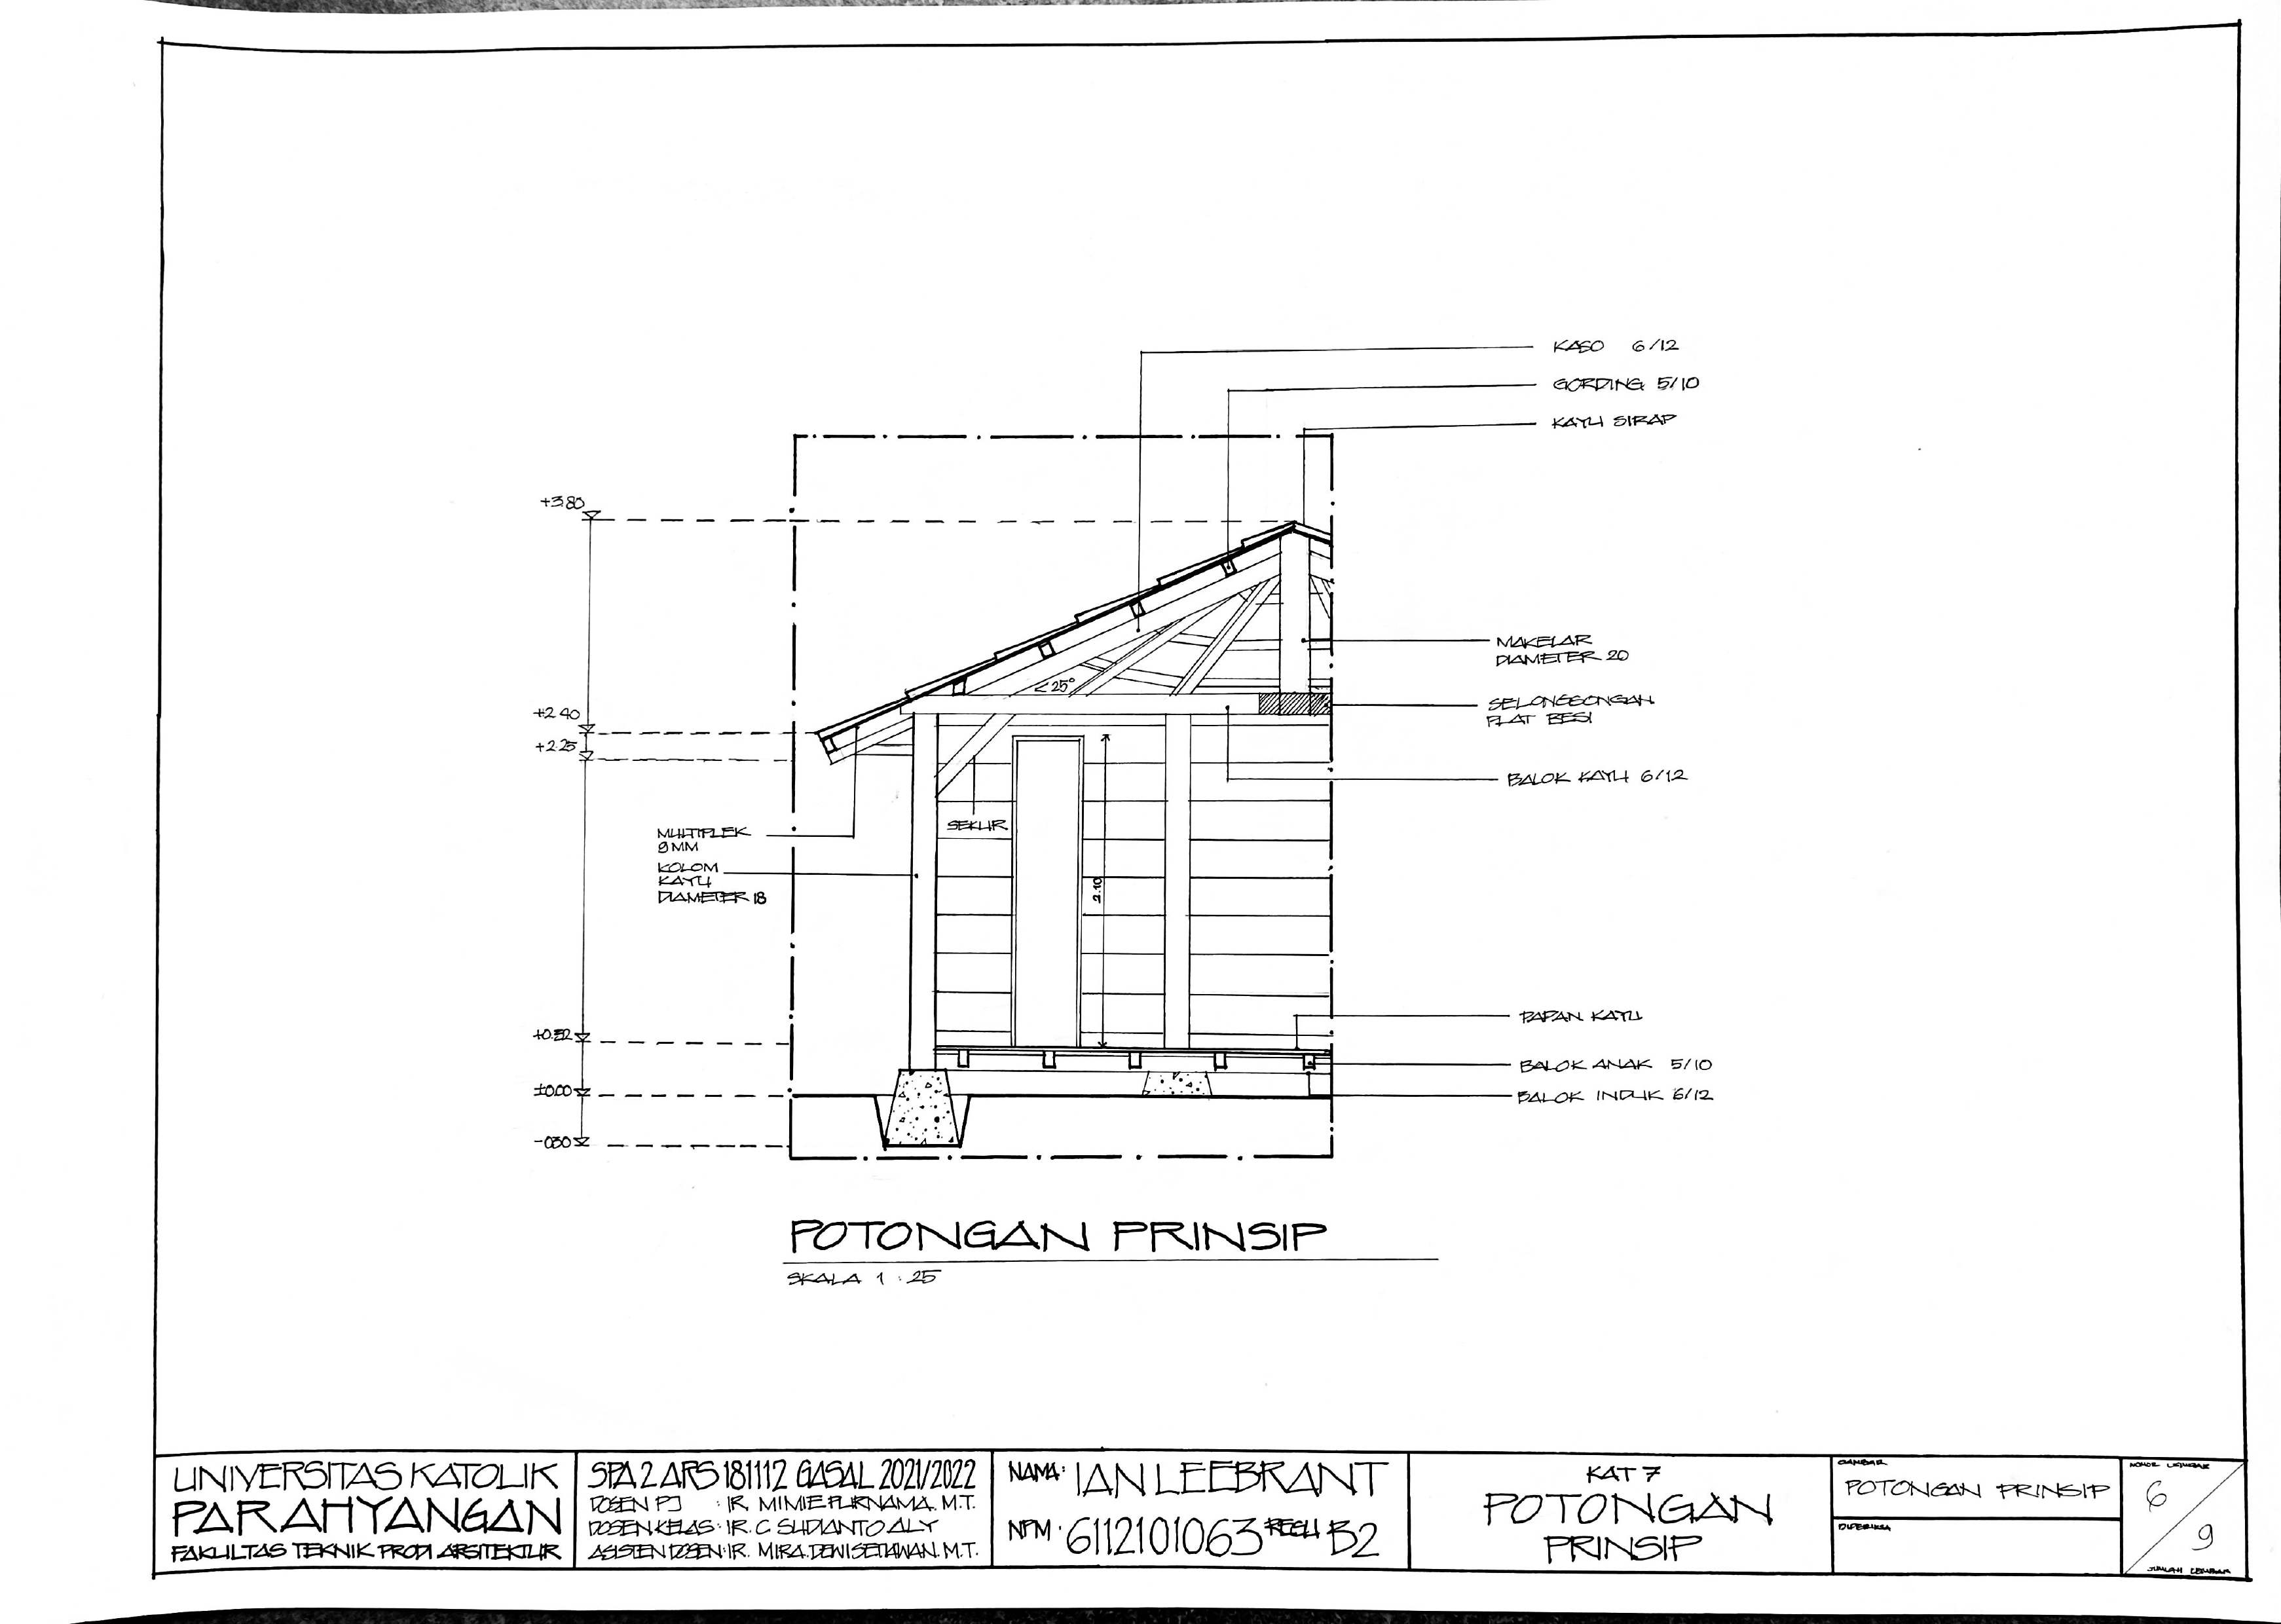 KASO 6/12
GORDING 5/10
KAYU SIRAP
+3.80
MAKELAR
DIAMETER 20
<25°
SELONGSONGAN
PLAT BESI
+2.40
+2.25
BALOK KAYU 6/12
SEKUR
MULTIPLEK
9MM
KOLOM
KAYU
DIAMETER 18
2.10
PAPAN KAYU
+0.52
BALOK ANAK 5/10
±0.00
BALOK INDUK 6/12
-030
POTONGAN PRINSIP
SKALA 1 : 25
UNIVERSITAS KATOLIK
PARAHYANGAN
FAKULTAS TEKNIK PRODI ARSITEKTUR
SPA 2 ARS 181112 GASAL 2021/2022
DOSEN PJ : IR. MIMIE PURNAMA. M.T.
DOSEN KELAS : IR. C SUDIANTO ALY
ASISTEN DOSEN : IR. MIRA.DEWI SETIAWAN. M.T.
NAMA: IAN LEEBRANT
NPM: 6112101063 REGU B2
KAT 7
POTONGAN
PRINSIP
GAMBAR
POTONGAN PRINSIP
DIPERIKSA
NOMOR LEMBAR
6/9
JUMLAH LEMBAR